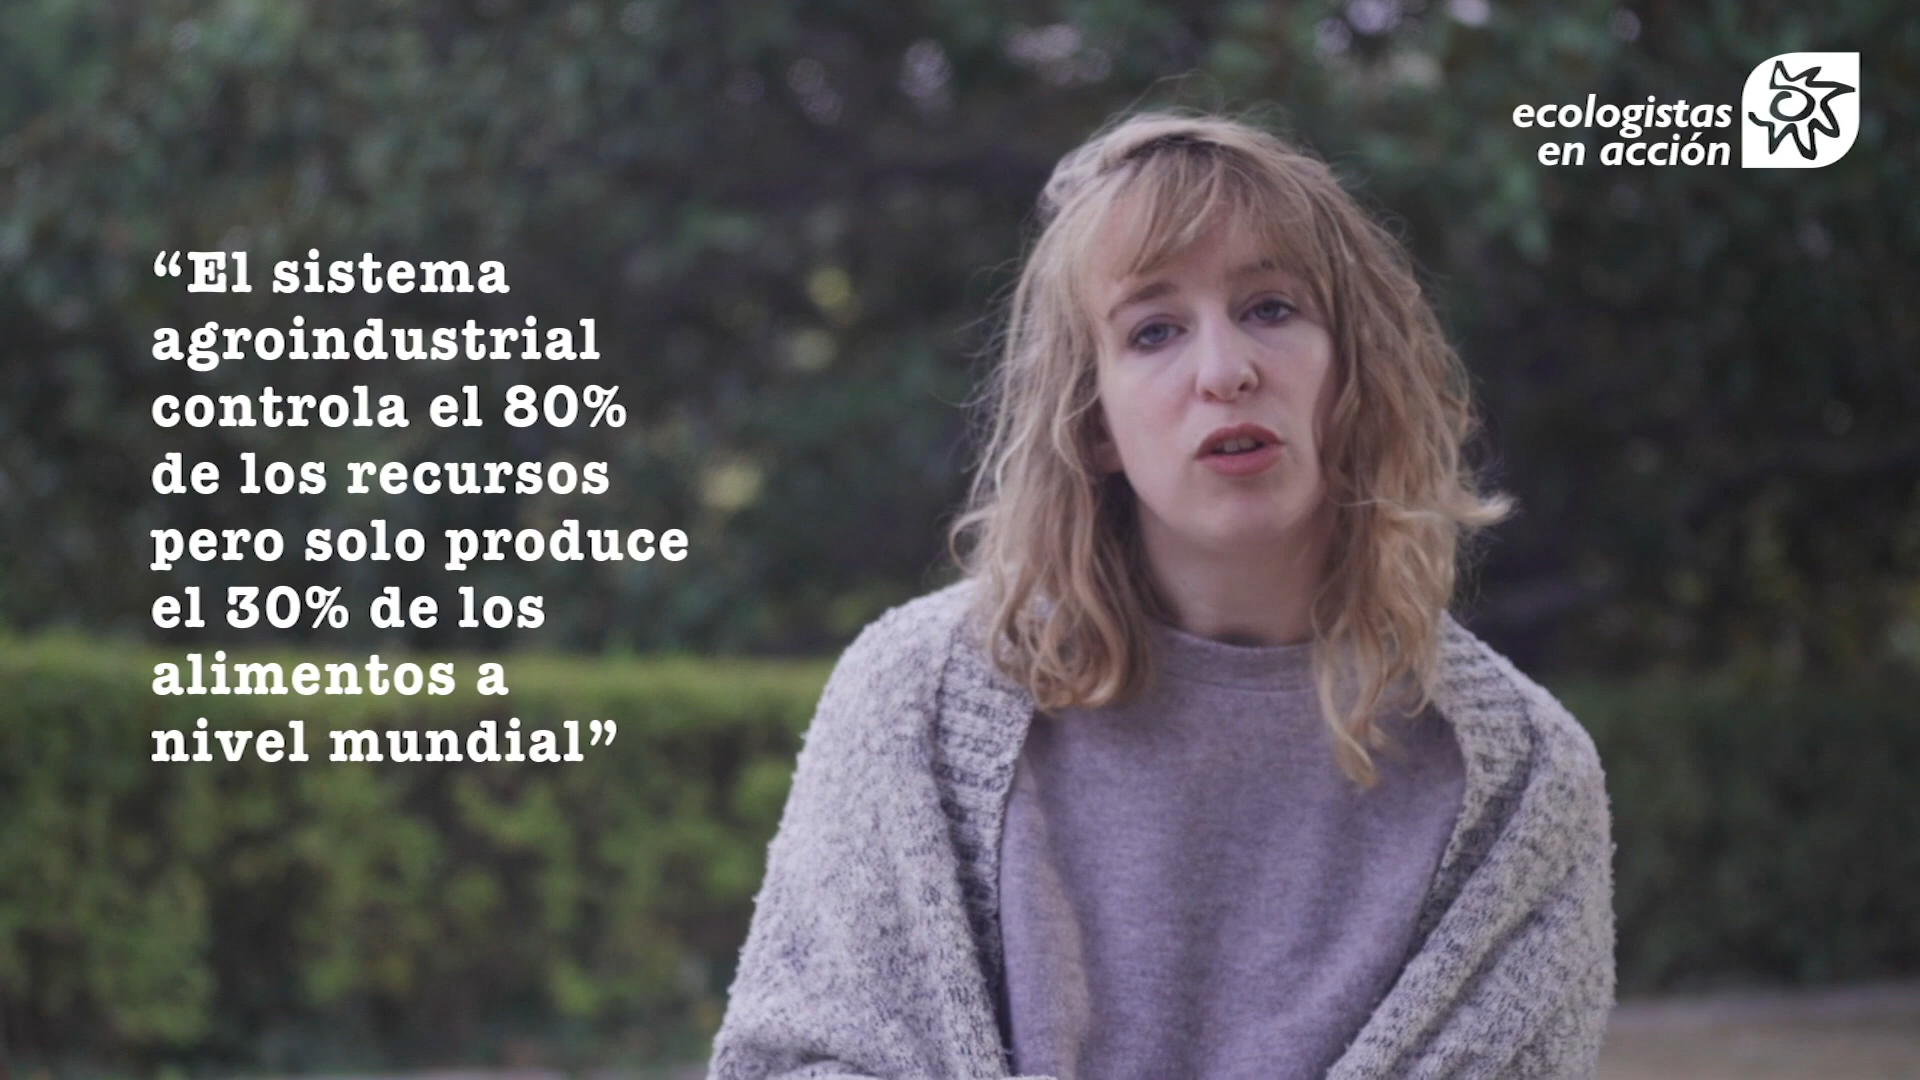 ecologistas
en acción
“El sistema
agroindustrial
controla el 80%
de los recursos
pero solo produce
el 30% de los
alimentos a
nivel mundial”